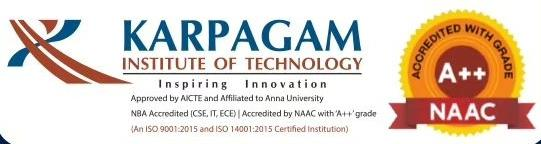 KARPAGAM
INSTITUTE OF TECHNOLOGY
Inspiring Innovation
Approved by AICTE and Affiliated to Anna University
NBA Accredited (CSE, IT, ECE) | Accredited by NAAC with 'A++' grade
(An ISO 9001:2015 and ISO 14001:2015 Certified Institution)
ACCREDITED WITH GRADE
A++
NAAC